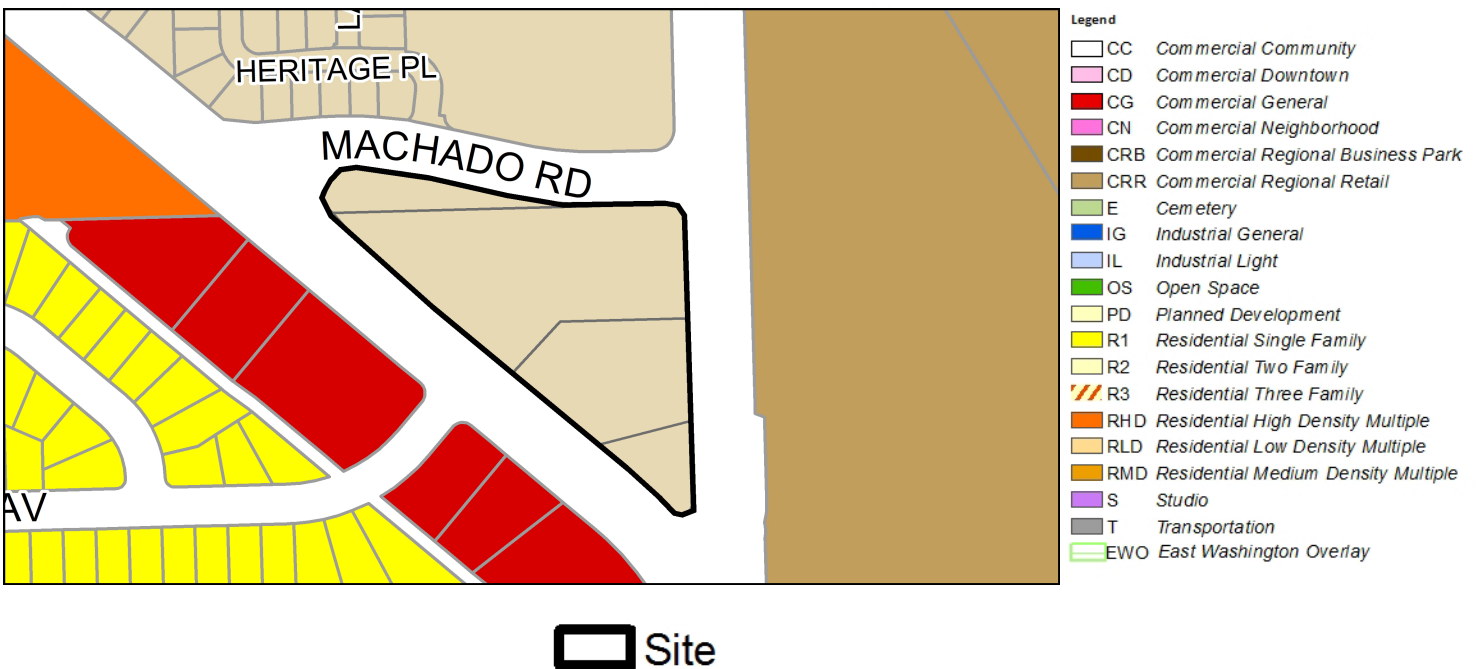 HERITAGE PL
MACHADO RD
AV
Legend
CC Commercial Community
CD Commercial Downtown
CG Commercial General
CN Commercial Neighborhood
CRB Commercial Regional Business Park
CRR Commercial Regional Retail
E Cemetery
IG Industrial General
IL Industrial Light
OS Open Space
PD Planned Development
R1 Residential Single Family
R2 Residential Two Family
R3 Residential Three Family
RHD Residential High Density Multiple
RLD Residential Low Density Multiple
RMD Residential Medium Density Multiple
S Studio
T Transportation
EWO East Washington Overlay
Site